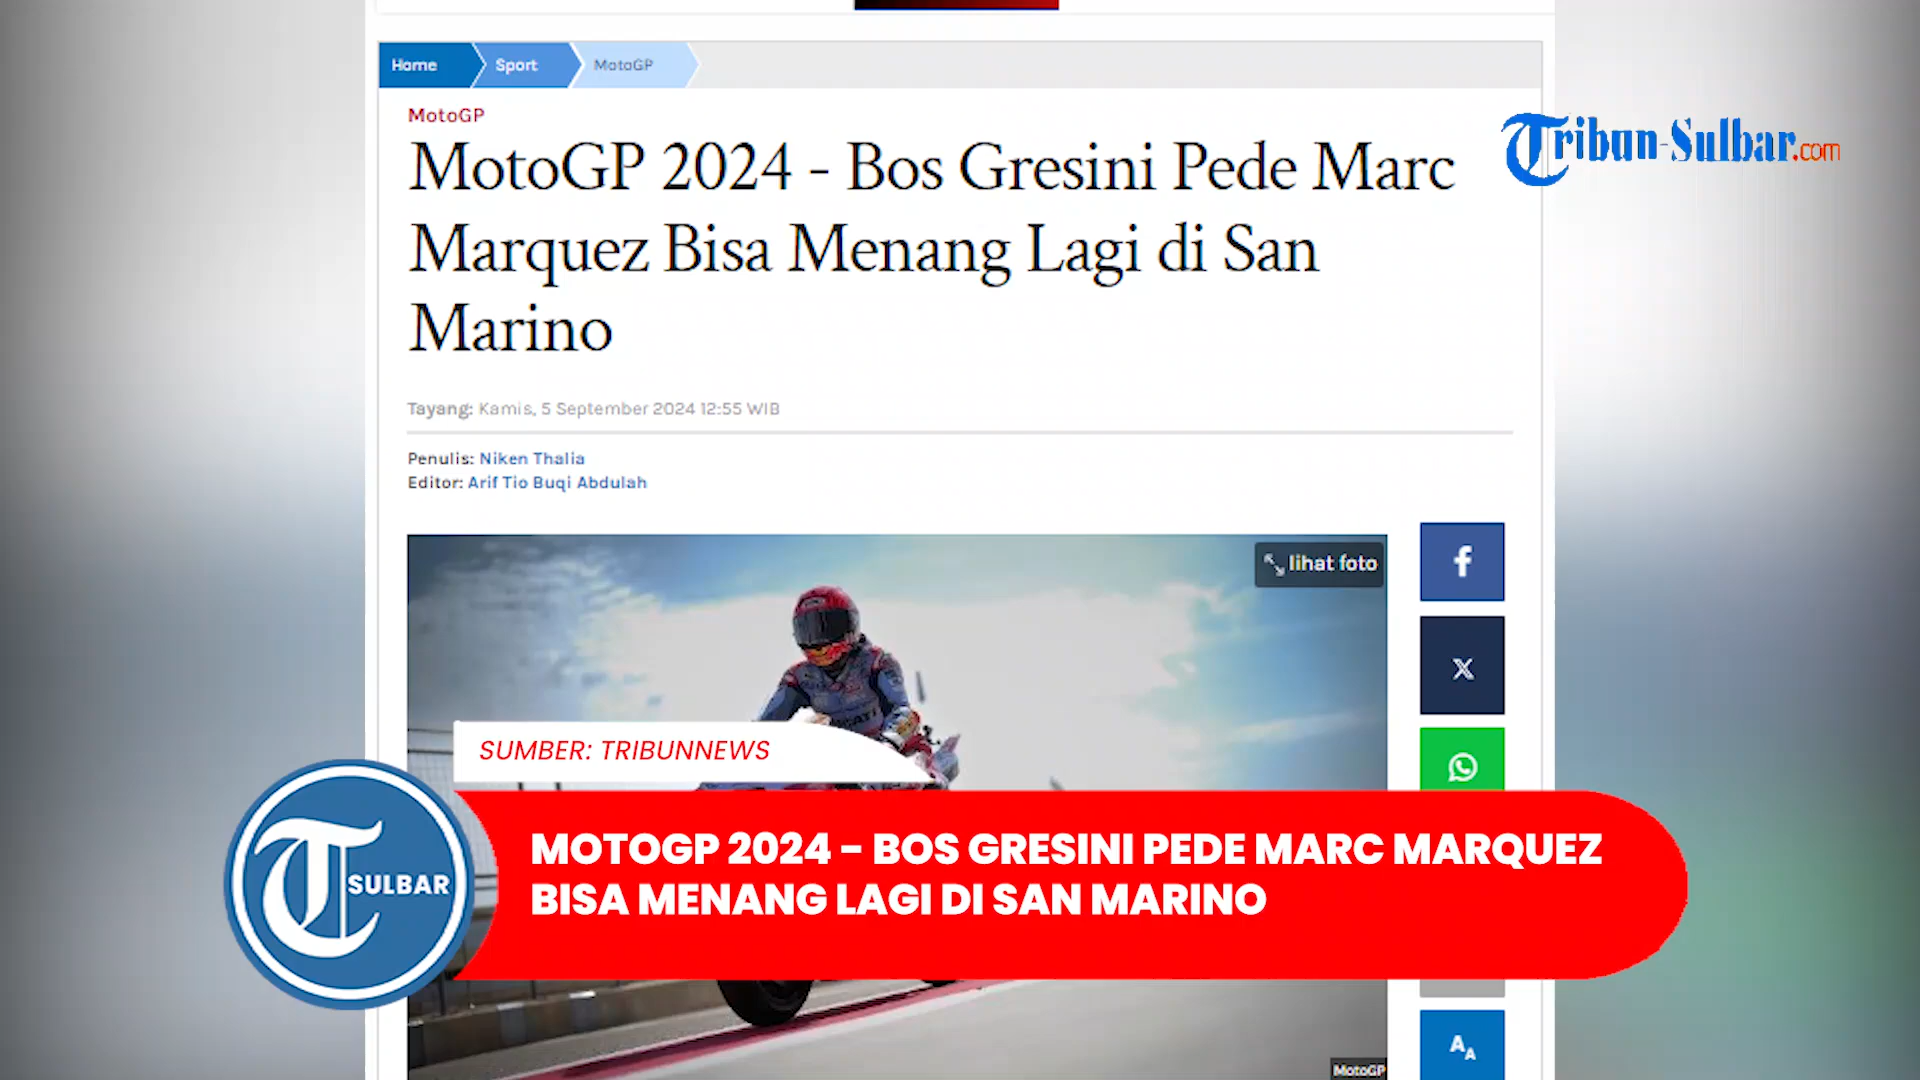 Home Sport MotoGP
MotoGP
MotoGP 2024 - Bos Gresini Pede Marc
Marquez Bisa Menang Lagi di San
Marino
Tribun-Sulbar.com
Tayang: Kamis, 5 September 2024 12:55 WIB
Penulis: Niken Thalia
Editor: Arif Tio Buqi Abdulah
lihat foto
f
X
DUCATI
SUMBER: TRIBUNNEWS
T SULBAR
MOTOGP 2024 - BOS GRESINI PEDE MARC MARQUEZ
BISA MENANG LAGI DI SAN MARINO
AA
MotoGP